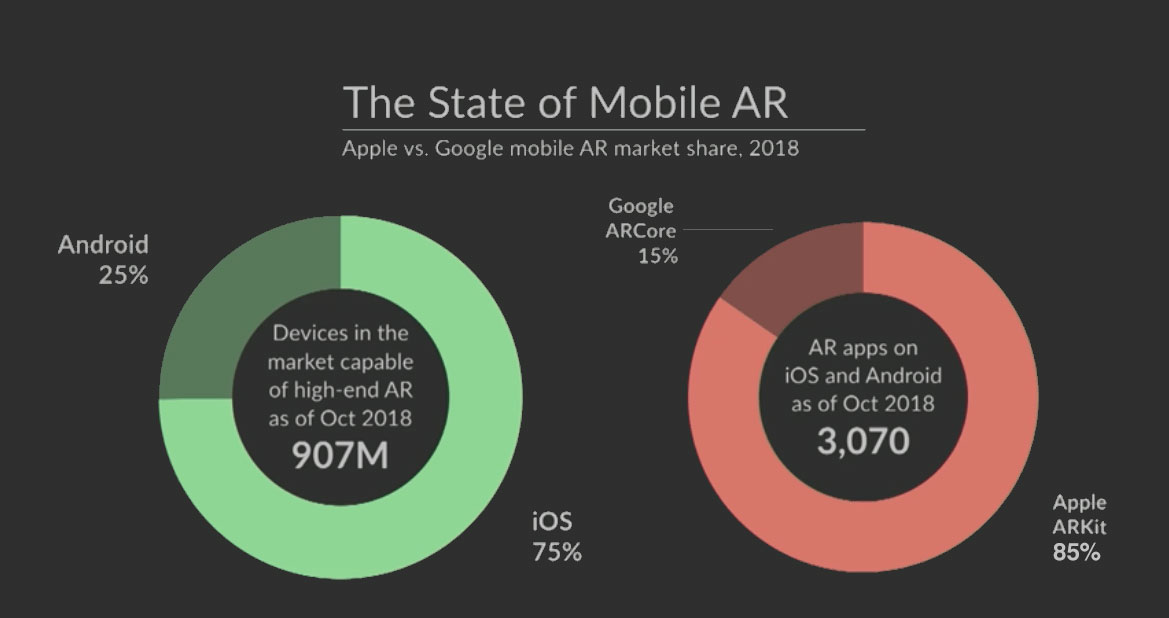 The State of Mobile AR
Apple vs. Google mobile AR market share, 2018
Android
25%
Devices in the
market capable
of high-end AR
as of Oct 2018
907M
iOS
75%
Google
ARCore
15%
AR apps on
iOS and Android
as of Oct 2018
3,070
Apple
ARKit
85%